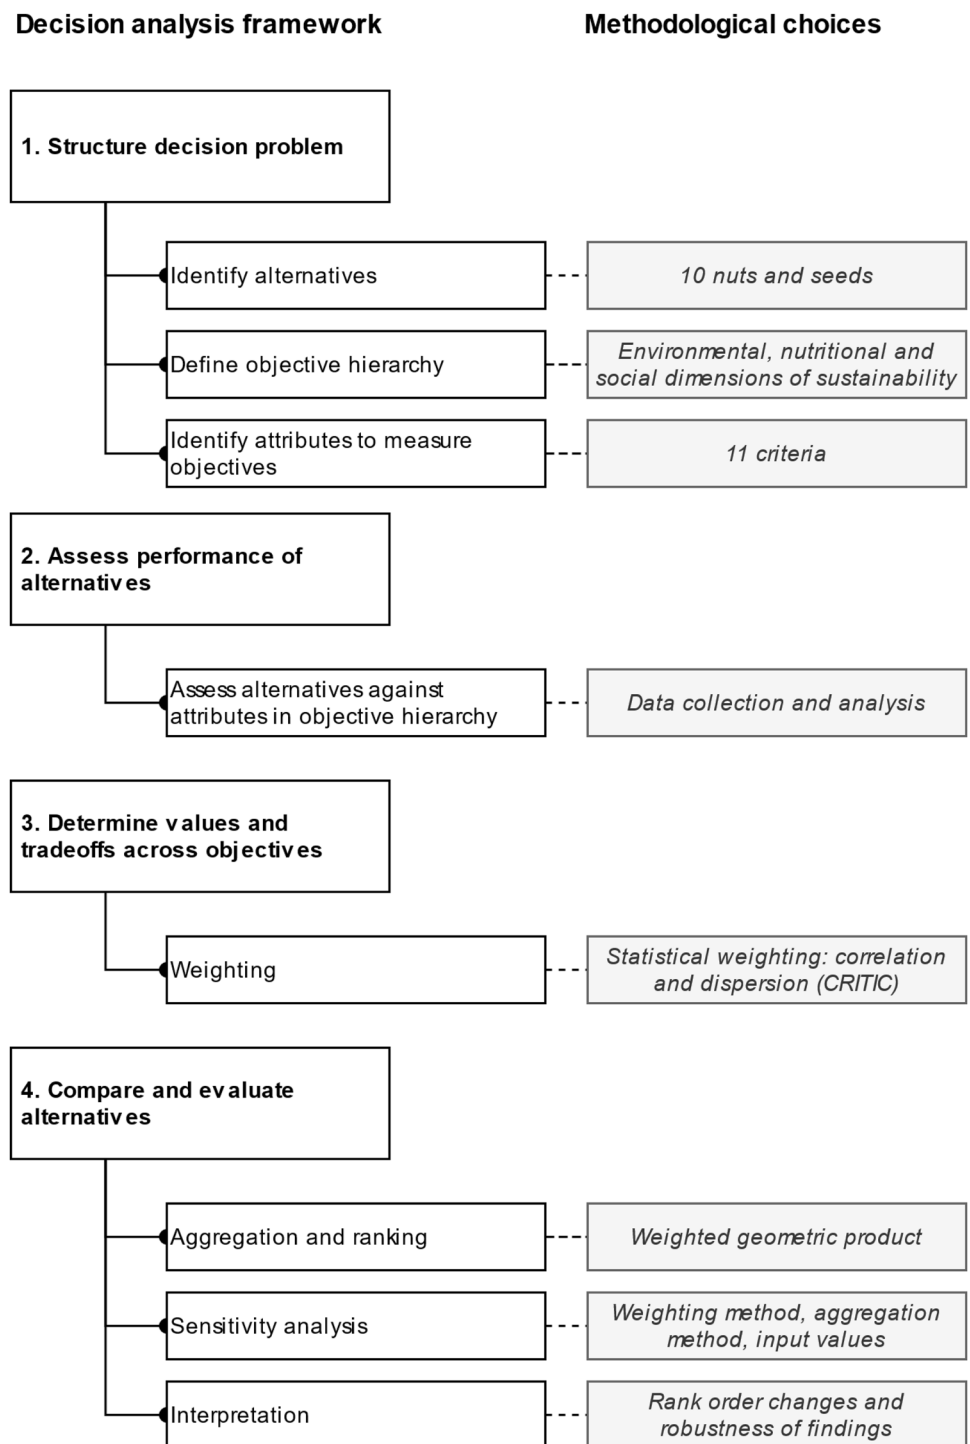 Decision analysis framework
Methodological choices
1. Structure decision problem
Identify alternatives
10 nuts and seeds
Define objective hierarchy
Environmental, nutritional and
social dimensions of sustainability
Identify attributes to measure
objectives
11 criteria
2. Assess performance of
alternatives
Assess alternatives against
attributes in objective hierarchy
Data collection and analysis
3. Determine values and
tradeoffs across objectives
Weighting
Statistical weighting: correlation
and dispersion (CRITIC)
4. Compare and evaluate
alternatives
Aggregation and ranking
Weighted geometric product
Sensitivity analysis
Weighting method, aggregation
method, input values
Interpretation
Rank order changes and
robustness of findings